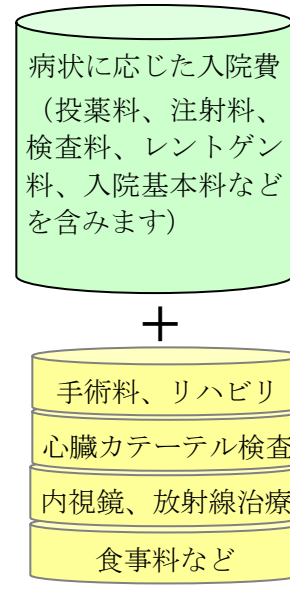 病状に応じた入院費
（投薬料、注射料、
検査料、レントゲン
料、入院基本料など
を含みます）
＋
手術料、リハビリ
心臓カテーテル検査
内視鏡、放射線治療
食事料など